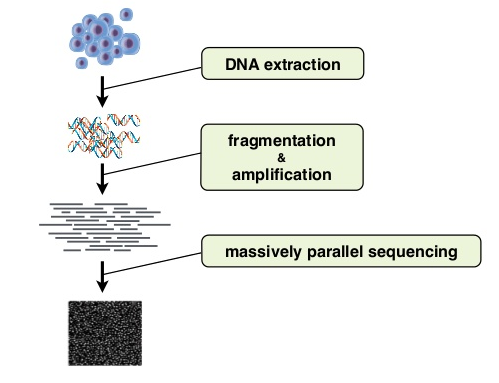 DNA extraction
fragmentation
&
amplification
massively parallel sequencing